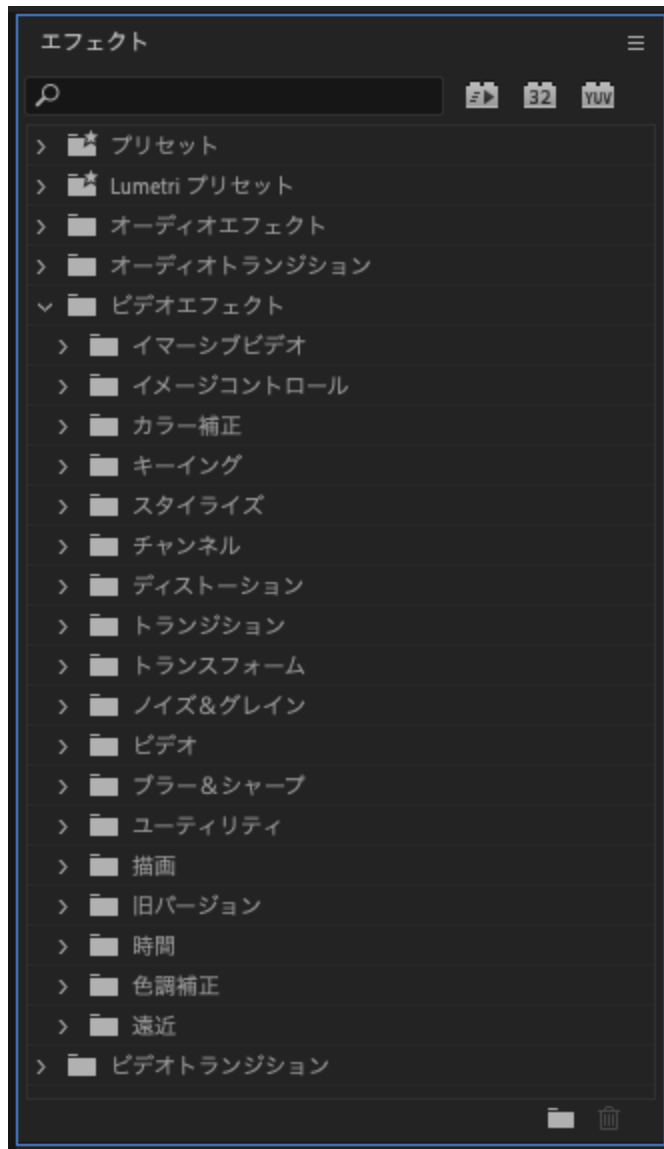 エフェクト
32 YUV
プリセット
Lumetri プリセット
オーディオエフェクト
オーディオトランジション
ビデオエフェクト
イマーシブビデオ
イメージコントロール
カラー補正
キーイング
スタイライズ
チャンネル
ディストーション
トランジション
トランスフォーム
ノイズ&グレイン
ビデオ
ブラー&シャープ
ユーティリティ
描画
旧バージョン
時間
色調補正
遠近
ビデオトランジション